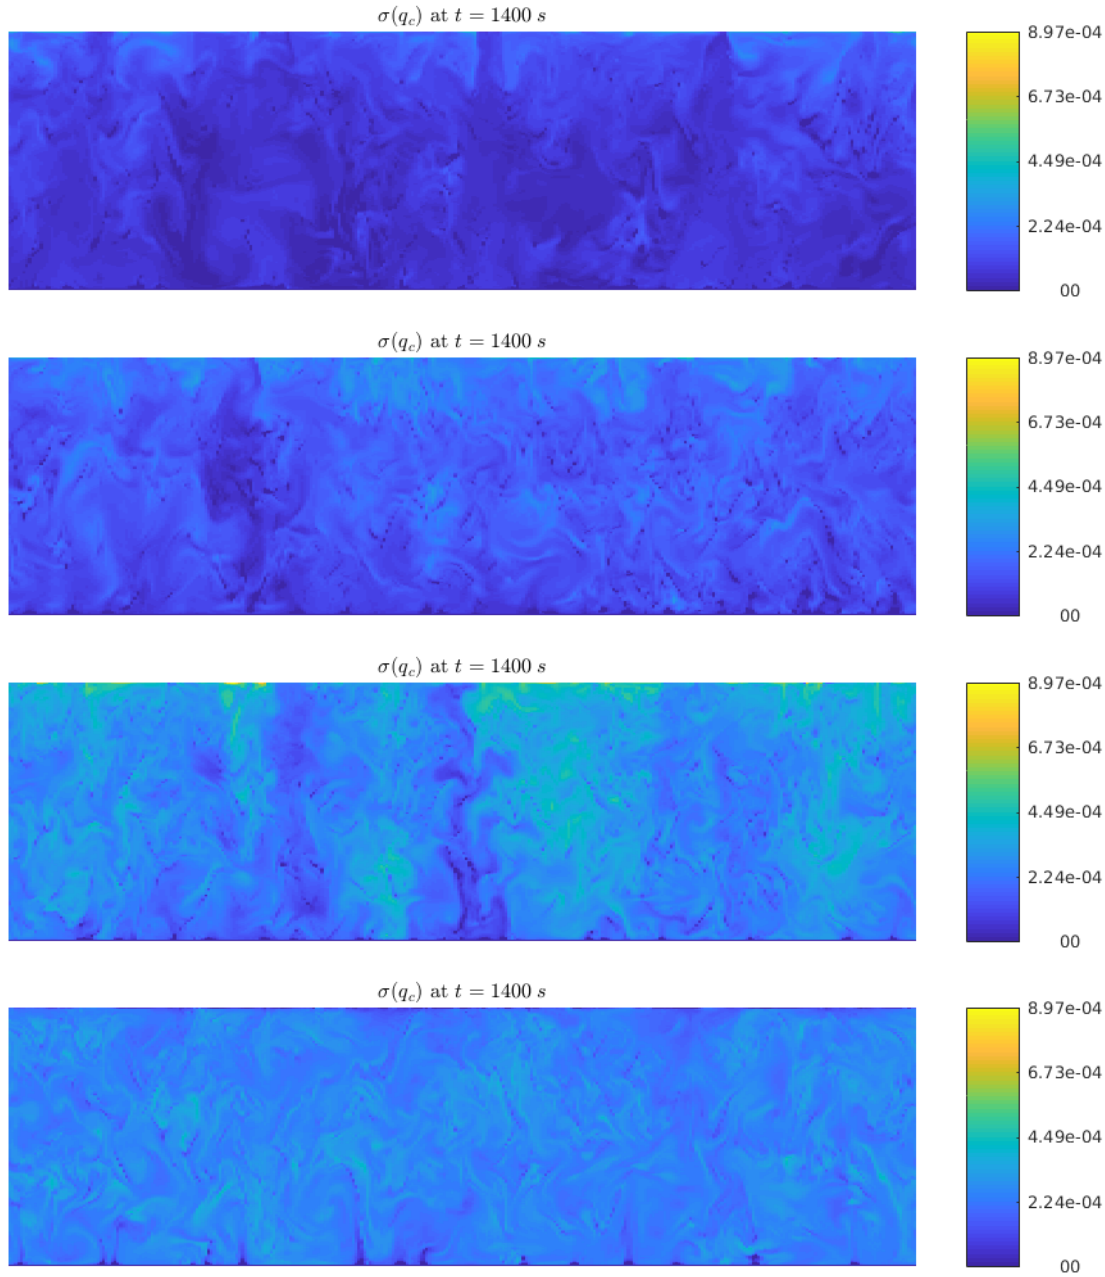 σ(q_c) at t = 1400 s
8.97e-04
6.73e-04
4.49e-04
2.24e-04
00
σ(q_c) at t = 1400 s
8.97e-04
6.73e-04
4.49e-04
2.24e-04
00
σ(q_c) at t = 1400 s
8.97e-04
6.73e-04
4.49e-04
2.24e-04
00
σ(q_c) at t = 1400 s
8.97e-04
6.73e-04
4.49e-04
2.24e-04
00